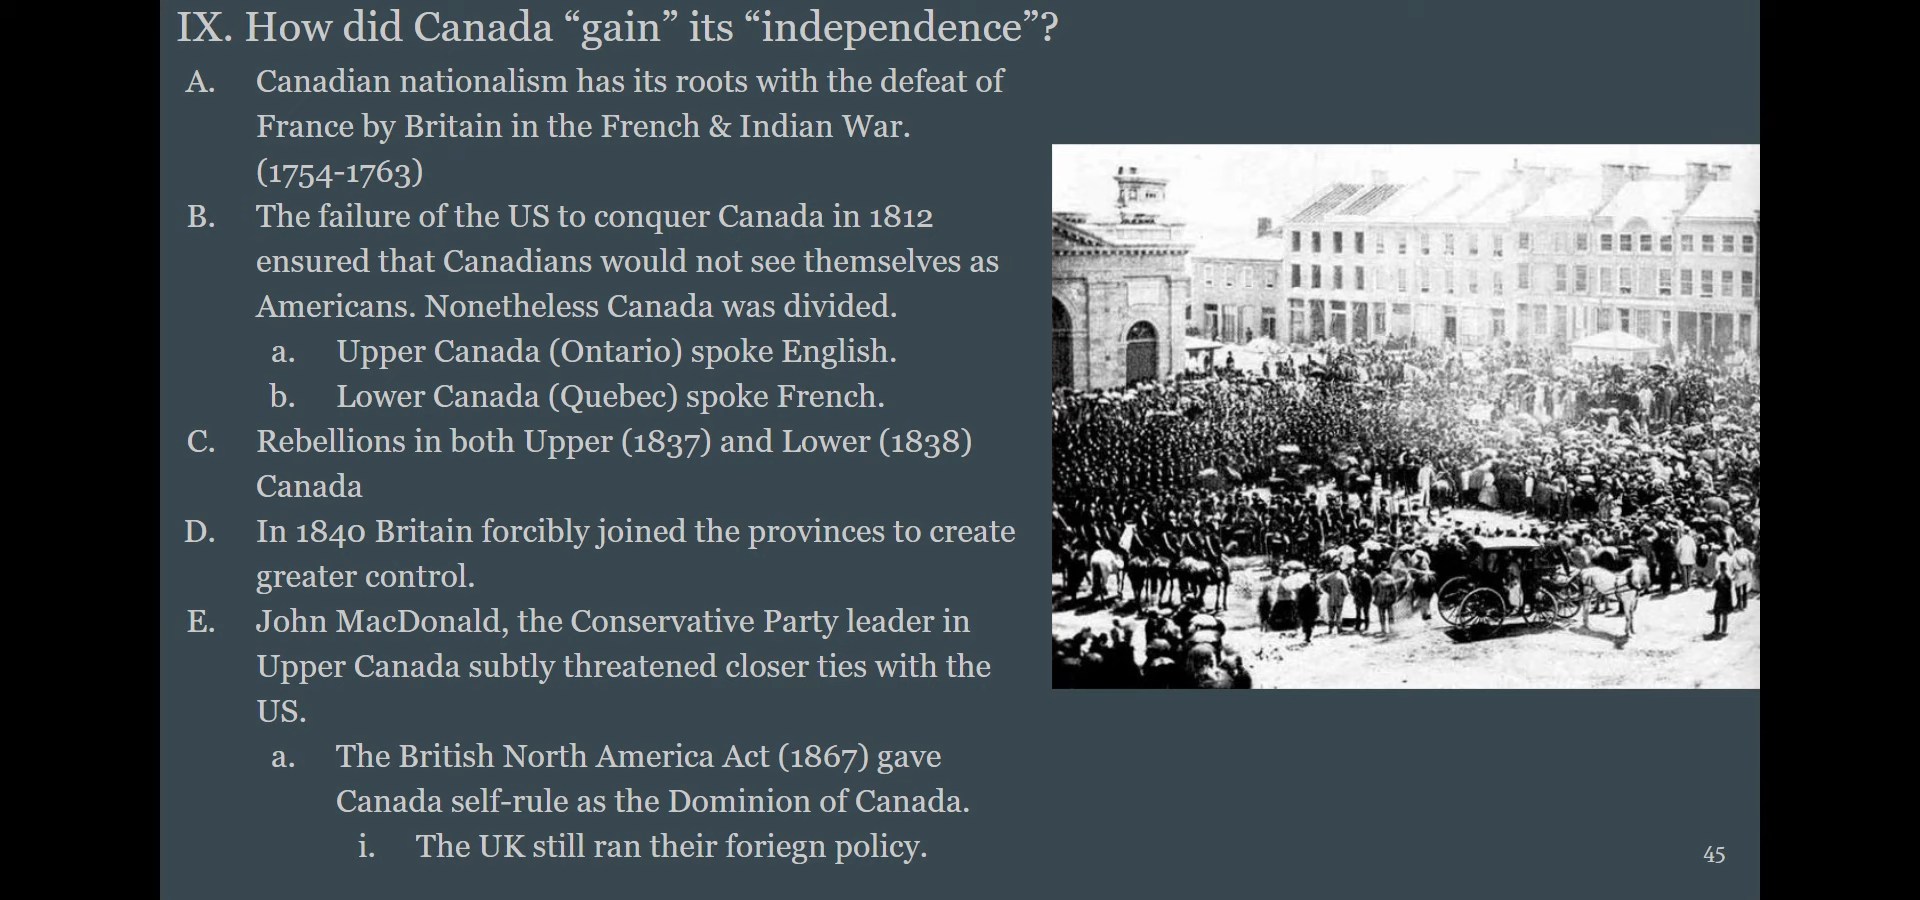 IX. How did Canada “gain” its “independence”?
A. Canadian nationalism has its roots with the defeat of
France by Britain in the French & Indian War.
(1754-1763)
B. The failure of the US to conquer Canada in 1812
ensured that Canadians would not see themselves as
Americans. Nonetheless Canada was divided.
a. Upper Canada (Ontario) spoke English.
b. Lower Canada (Quebec) spoke French.
C. Rebellions in both Upper (1837) and Lower (1838)
Canada
D. In 1840 Britain forcibly joined the provinces to create
greater control.
E. John MacDonald, the Conservative Party leader in
Upper Canada subtly threatened closer ties with the
US.
a. The British North America Act (1867) gave
Canada self-rule as the Dominion of Canada.
i. The UK still ran their foriegn policy.
45